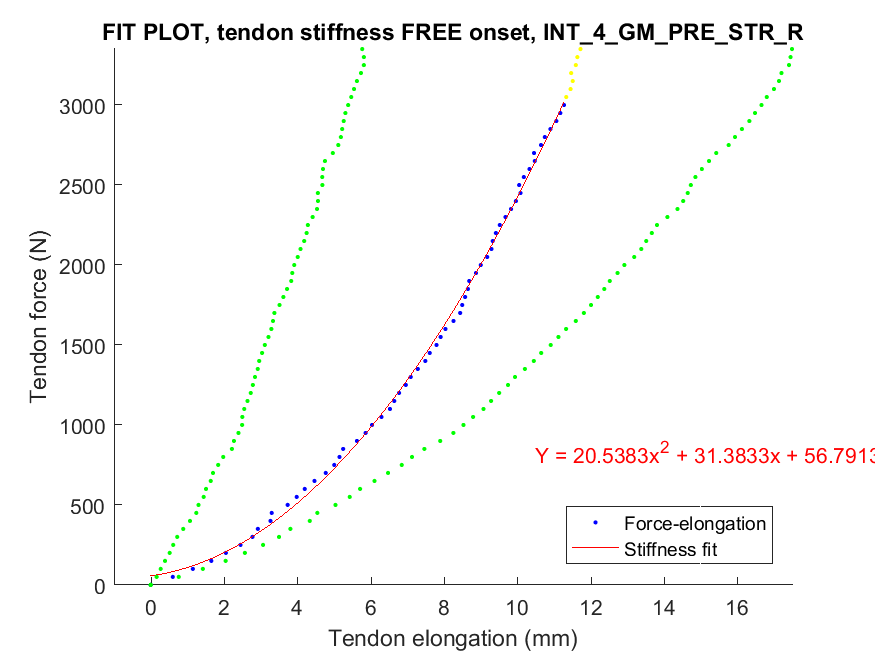 FIT PLOT, tendon stiffness FREE onset, INT_4_GM_PRE_STR_R
3000
2500
2000
1500
1000
500
0
Tendon force (N)
Y = 20.5383x² + 31.3833x + 56.7913
Force-elongation
Stiffness fit
0 2 4 6 8 10 12 14 16
Tendon elongation (mm)